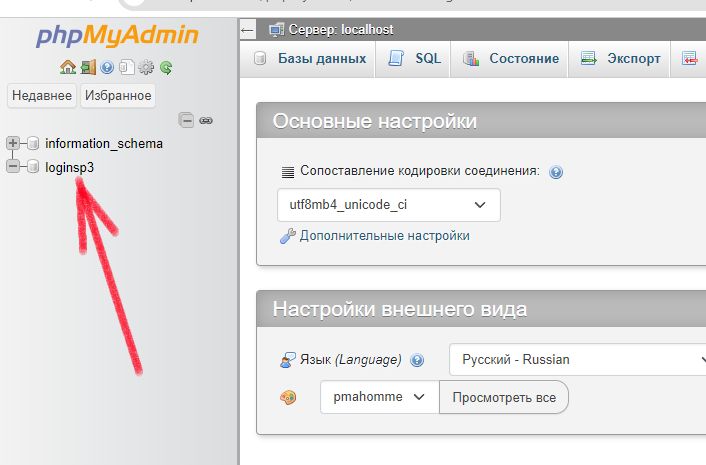 phpMyAdmin
Недавнее Избранное
information_schema
loginsp3
Сервер: localhost
Базы данных SQL Состояние Экспорт
Основные настройки
Сопоставление кодировки соединения:
utf8mb4_unicode_ci
Дополнительные настройки
Настройки внешнего вида
Язык (Language) Русский - Russian
pmahomme Просмотреть все